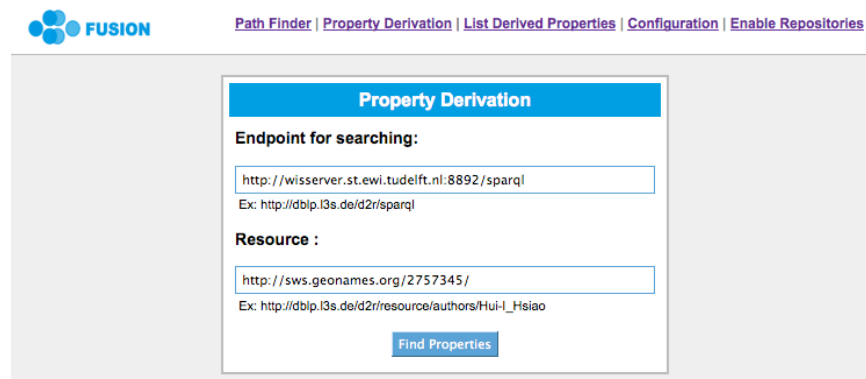 FUSION
Path Finder | Property Derivation | List Derived Properties | Configuration | Enable Repositories
Property Derivation
Endpoint for searching:
http://wisserver.st.ewi.tudelft.nl:8892/sparql
Ex: http://dblp.l3s.de/d2r/sparql
Resource :
http://sws.geonames.org/2757345/
Ex: http://dblp.l3s.de/d2r/resource/authors/Hui-I_Hsiao
Find Properties